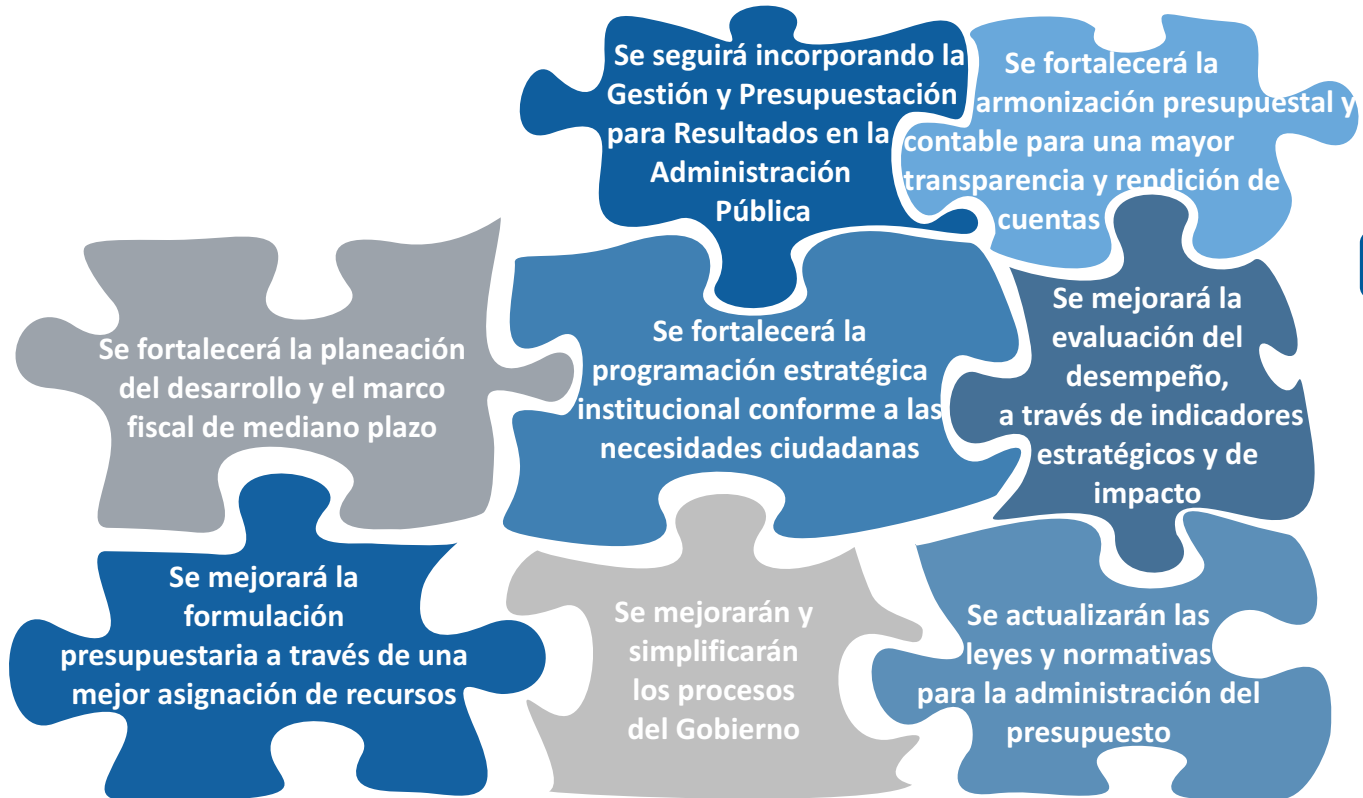 Se seguirá incorporando la
Gestión y Presupuestación
para Resultados en la
Administración
Pública
Se fortalecerá la
armonización presupuestal y
contable para una mayor
transparencia y rendición de
cuentas
Se fortalecerá la planeación
del desarrollo y el marco
fiscal de mediano plazo
Se fortalecerá la
programación estratégica
institucional conforme a las
necesidades ciudadanas
Se mejorará la
evaluación del
desempeño,
a través de indicadores
estratégicos y de
impacto
Se mejorará la
formulación
presupuestaria a través de una
mejor asignación de recursos
Se mejorarán y
simplificarán
los procesos
del Gobierno
Se actualizarán las
leyes y normativas
para la administración del
presupuesto